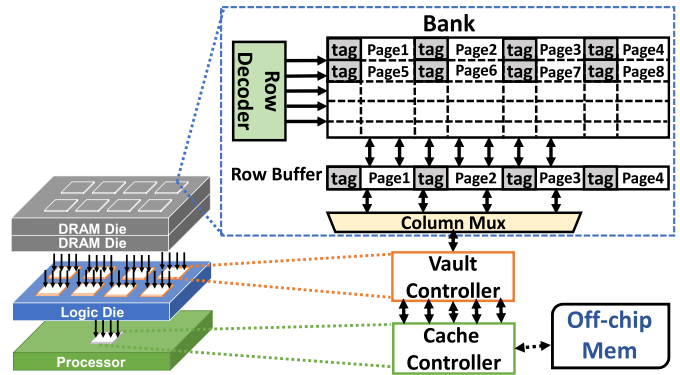 Bank
Row Decoder
tag Page1 tag Page2 tag Page3 tag Page4
tag Page5 tag Page6 tag Page7 tag Page8
Row Buffer tag Page1 tag Page2 tag Page3 tag Page4
Column Mux
DRAM Die
DRAM Die
Vault
Controller
Logic Die
Cache
Controller
Off-chip
Mem
Processor